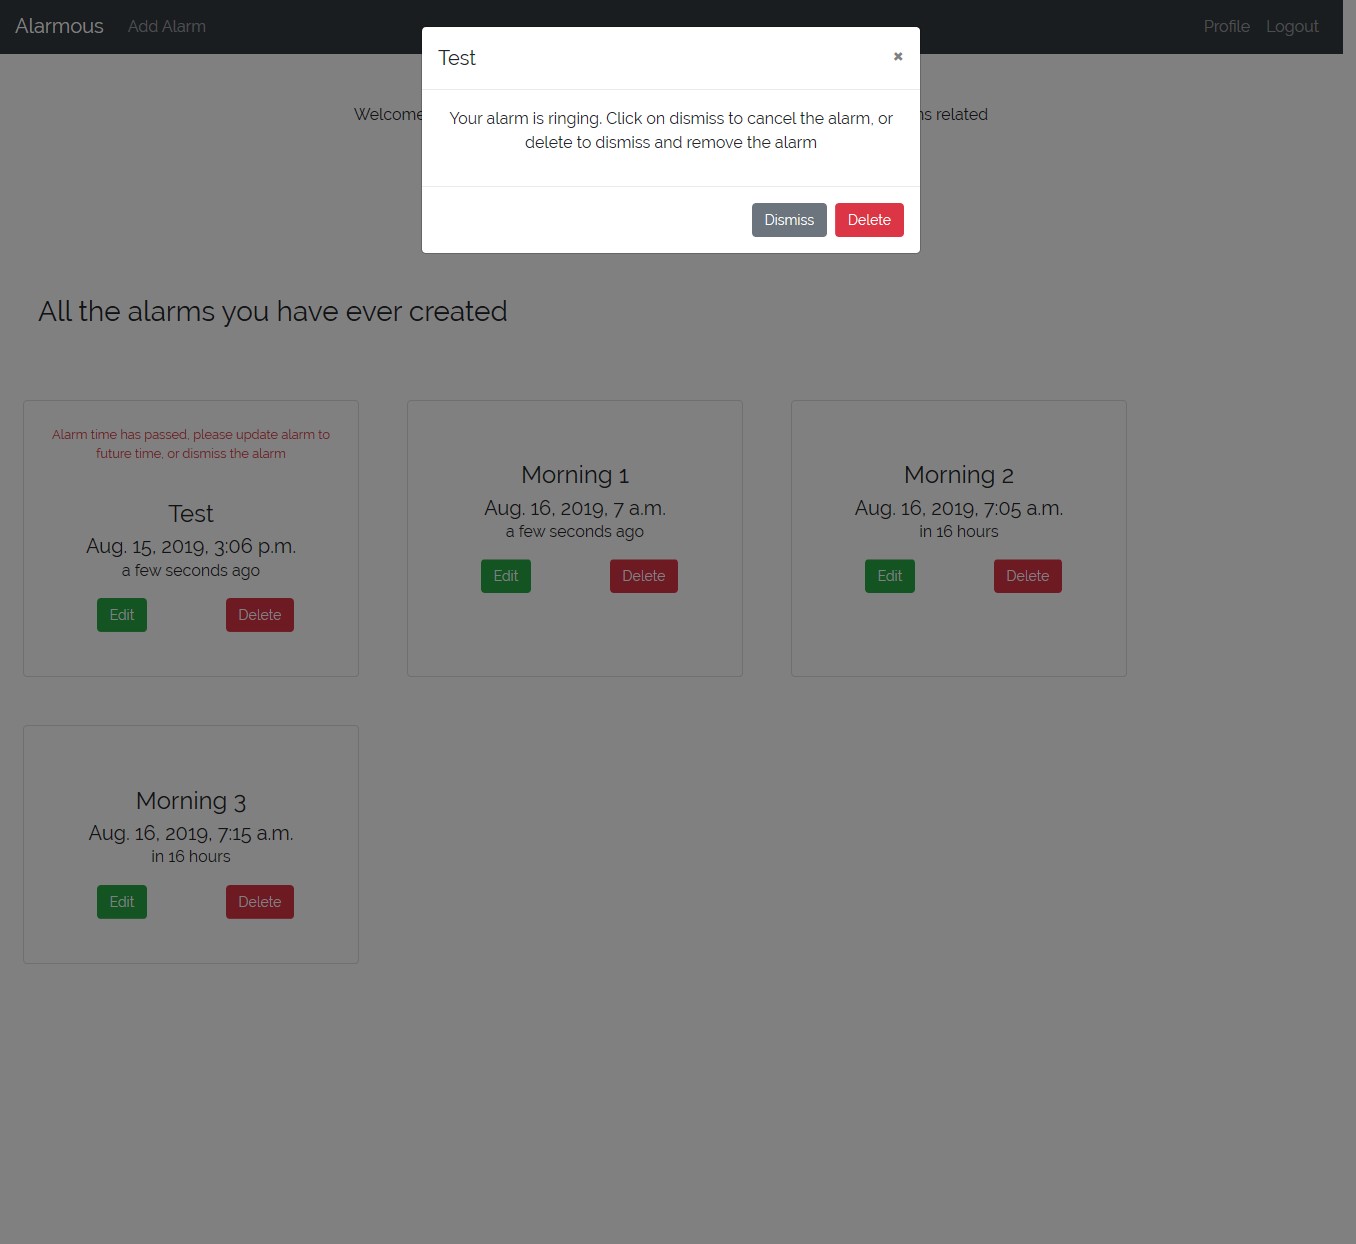 Alarmous Add Alarm Profile Logout
Test ×
Welcome ns related
Your alarm is ringing. Click on dismiss to cancel the alarm, or
delete to dismiss and remove the alarm
Dismiss Delete
All the alarms you have ever created
Alarm time has passed, please update alarm to
future time, or dismiss the alarm
Test
Aug. 15, 2019, 3:06 p.m.
a few seconds ago
Edit Delete
Morning 1
Aug. 16, 2019, 7 a.m.
a few seconds ago
Edit Delete
Morning 2
Aug. 16, 2019, 7:05 a.m.
in 16 hours
Edit Delete
Morning 3
Aug. 16, 2019, 7:15 a.m.
in 16 hours
Edit Delete